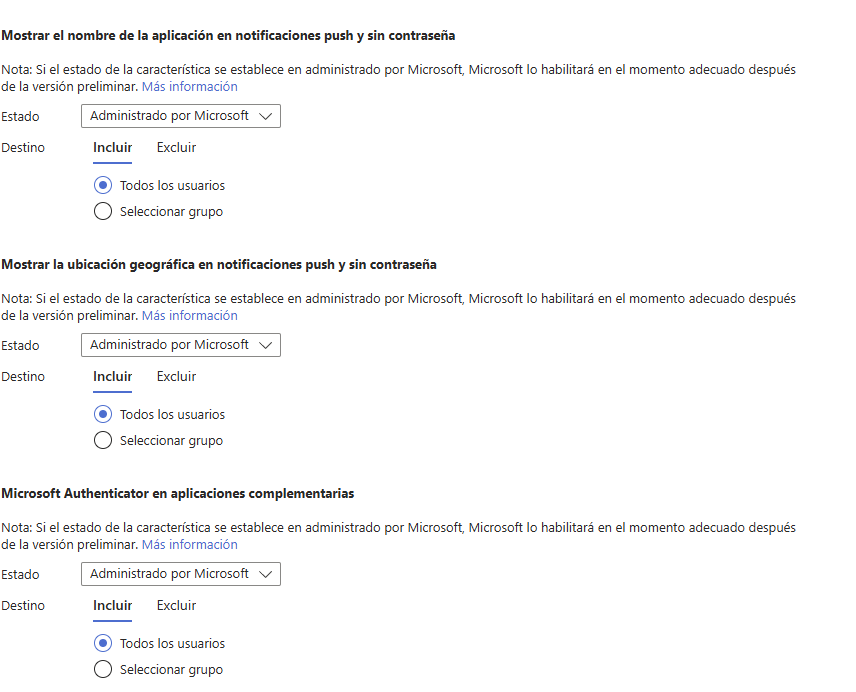 Mostrar el nombre de la aplicación en notificaciones push y sin contraseña
Nota: Si el estado de la característica se establece en administrado por Microsoft, Microsoft lo habilitará en el momento adecuado después
de la versión preliminar. Más información
Estado Administrado por Microsoft
Destino Incluir Excluir
Todos los usuarios
Seleccionar grupo
Mostrar la ubicación geográfica en notificaciones push y sin contraseña
Nota: Si el estado de la característica se establece en administrado por Microsoft, Microsoft lo habilitará en el momento adecuado después
de la versión preliminar. Más información
Estado Administrado por Microsoft
Destino Incluir Excluir
Todos los usuarios
Seleccionar grupo
Microsoft Authenticator en aplicaciones complementarias
Nota: Si el estado de la característica se establece en administrado por Microsoft, Microsoft lo habilitará en el momento adecuado después
de la versión preliminar. Más información
Estado Administrado por Microsoft
Destino Incluir Excluir
Todos los usuarios
Seleccionar grupo